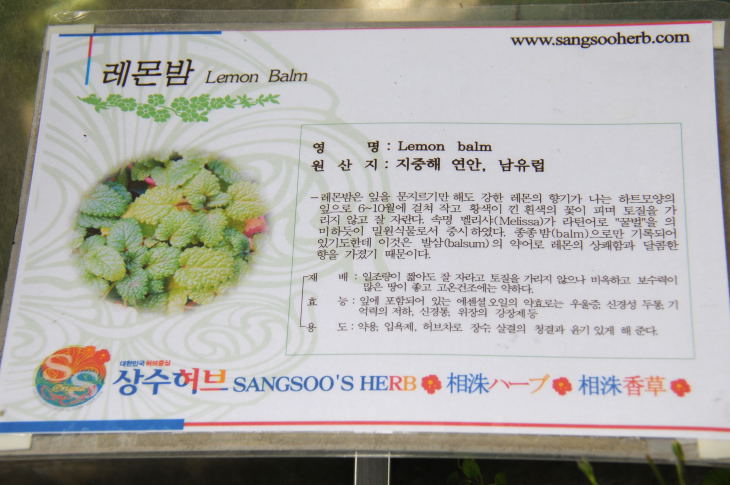 www.sangsooherb.com
레몬밤 Lemon Balm
영 명 : Lemon balm
원 산 지 : 지중해 연안, 남유럽
–레몬밤은 잎을 문지르기만 해도 강한 레몬의 향기가 나는 하트모양의
잎으로 6~10월에 걸쳐 작고 황색이 긴 흰색의 꽃이 피며 토질을 가
리지 않고 잘 자란다. 속명 멜리샤(Melissa)가 라틴어로 "꿀벌"을 의
미하듯이 밀원식물로서 중시 하였다. 종종 밤(balm)으로만 기록되어
있기도한데 이것은 발삼(balsum)의 약어로 레몬의 상쾌함과 달콤한
향을 가졌기 때문이다.
재 배 : 일조량이 짧아도 잘 자라고 토질을 가리지 않으나 비옥하고 보수력이
많은 땅이 좋고 고온건조에는 약하다.
효 능 : 잎에 포함되어 있는 에센셜 오일의 약효로는 우울증, 신경성 두통, 기
억력의 저하, 신경통, 위장의 강장제등
용 도 : 약용, 입욕제, 허브차로 장수, 살결의 청결과 윤기 있게 해 준다.
대한민국 허브중심
상수허브 SANGSOO'S HERB 相洙ハーブ 相洙香草